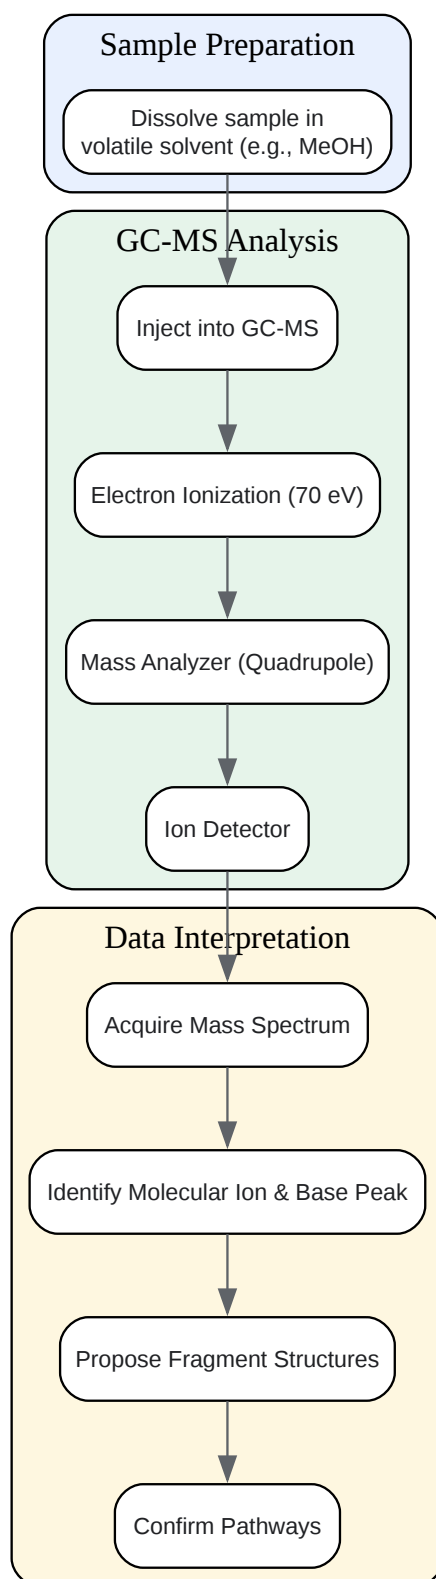 Sample Preparation
Dissolve sample in
volatile solvent (e.g., MeOH)
GC-MS Analysis
Inject into GC-MS
Electron Ionization (70 eV)
Mass Analyzer (Quadrupole)
Ion Detector
Data Interpretation
Acquire Mass Spectrum
Identify Molecular Ion & Base Peak
Propose Fragment Structures
Confirm Pathways